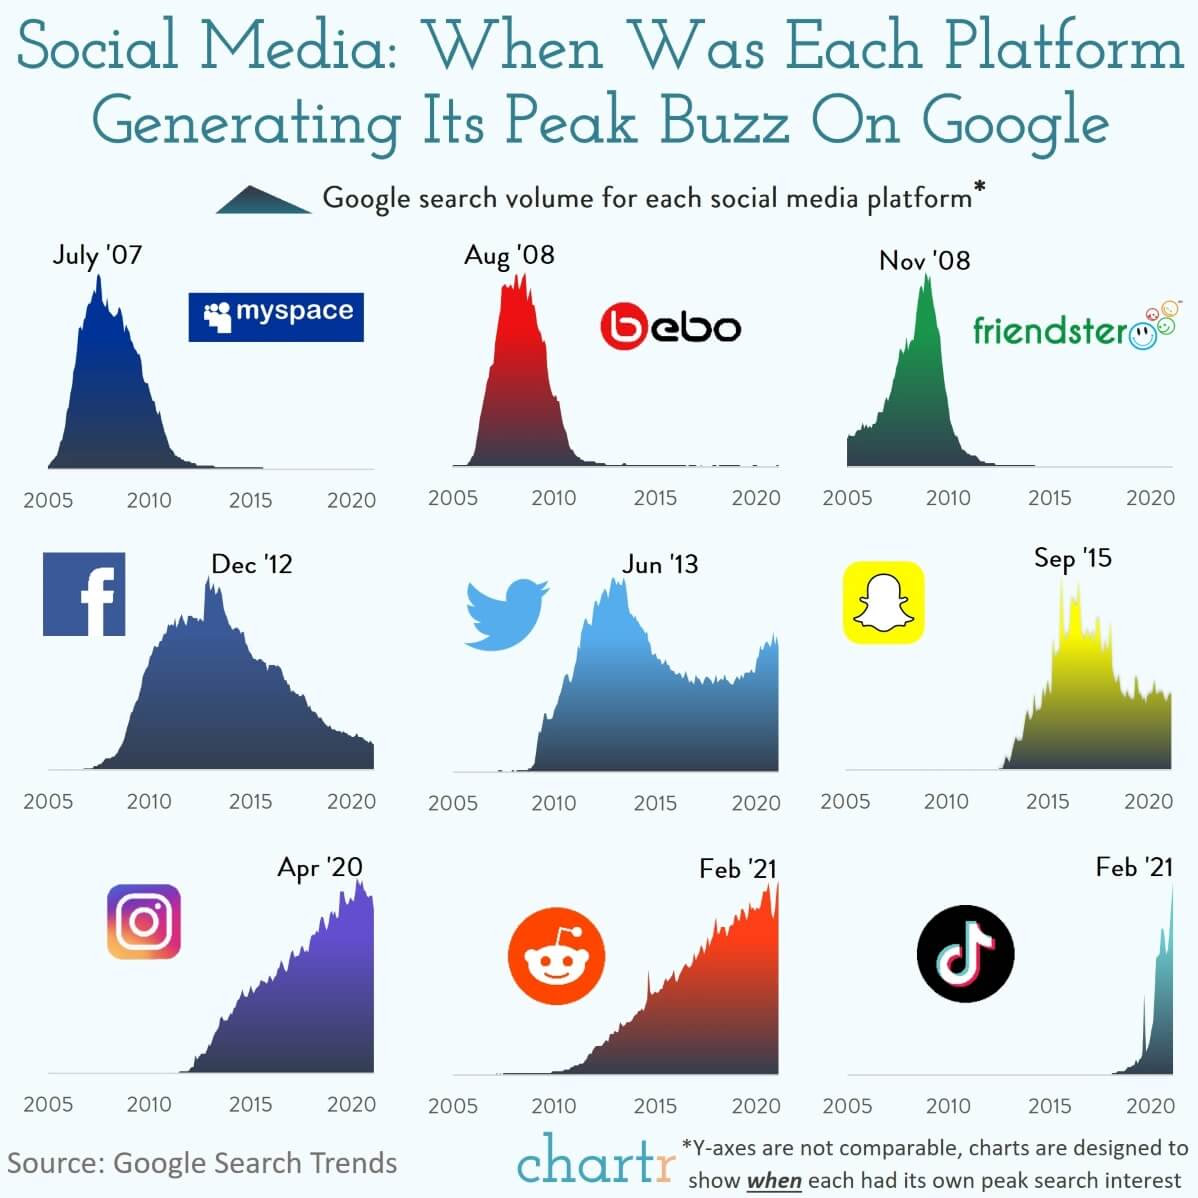 Social Media: When Was Each Platform
Generating Its Peak Buzz On Google
Google search volume for each social media platform*
July '07
myspace
2005 2010 2015 2020
Aug '08
bebo
2005 2010 2015 2020
Nov '08
friendster
2005 2010 2015 2020
f
Dec '12
2005 2010 2015 2020
Jun '13
2005 2010 2015 2020
Sep '15
2005 2010 2015 2020
Apr '20
2005 2010 2015 2020
Feb '21
2005 2010 2015 2020
Feb '21
2005 2010 2015 2020
Source: Google Search Trends
chartr
*Y-axes are not comparable, charts are designed to
show when each had its own peak search interest